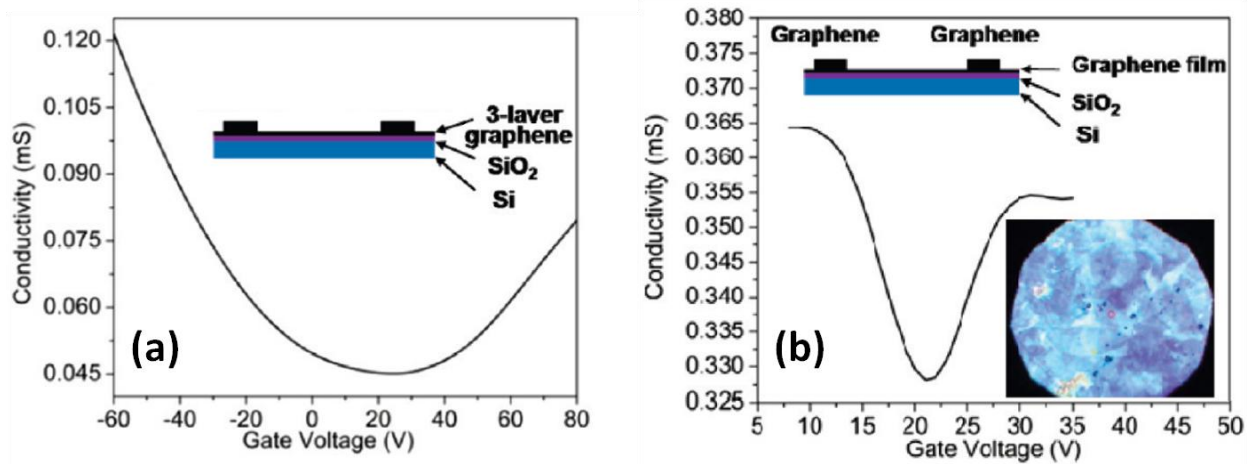 0.120
0.105
0.090
0.075
0.060
0.045
Conductivity (mS)
3-laver
graphene
SiO2
Si
(a)
-60 -40 -20 0 20 40 60 80
Gate Voltage (V)
0.380
0.375
0.370
0.365
0.360
0.355
0.350
0.345
0.340
0.335
0.330
0.325
Conductivity (mS)
Graphene Graphene
Graphene film
SiO2
Si
(b)
5 10 15 20 25 30 35 40 45 50
Gate Voltage (V)